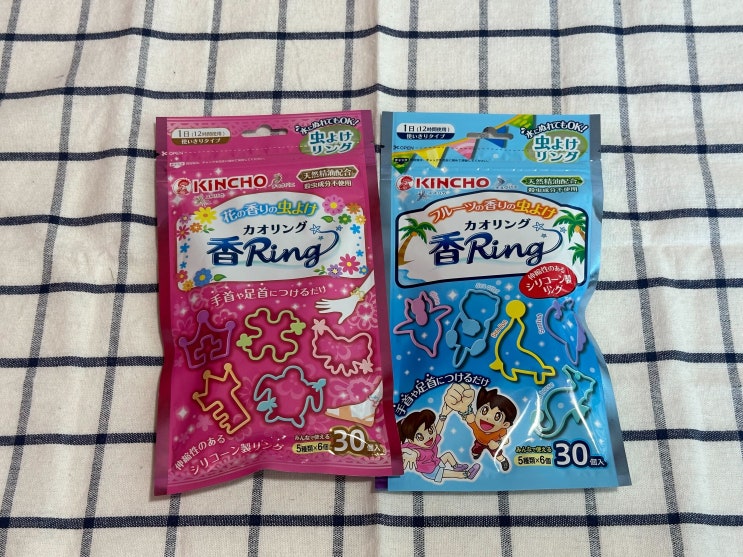 1日[12時間使用]
使いきりタイプ
水にぬれてもOK!
虫よけ
リング
OPEN
天然精油配合
殺虫成分不使用
KINCHO
花の香りの虫よけ
カオリング
香Ring
手首や足首につけるだけ
伸縮性のある
シリコーン製リング
みんなで使える
5種類×6個
30個入
1日[12時間使用]
使いきりタイプ
水にぬれてもOK!
虫よけ
リング
OPEN
天然精油配合
殺虫成分不使用
KINCHO
フルーツの香りの虫よけ
カオリング
香Ring
伸縮性のある
シリコーン製
リング
手首や足首につけるだけ
みんなで使える
5種類×6個
30個入